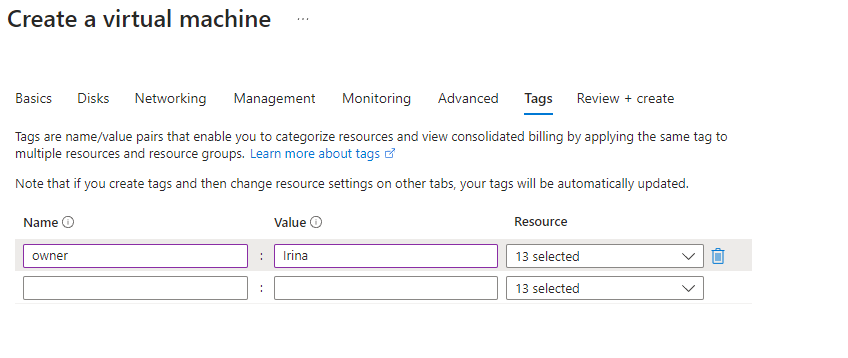 Create a virtual machine ...
Basics Disks Networking Management Monitoring Advanced Tags Review + create
Tags are name/value pairs that enable you to categorize resources and view consolidated billing by applying the same tag to
multiple resources and resource groups. Learn more about tags
Note that if you create tags and then change resource settings on other tabs, your tags will be automatically updated.
Name Value Resource
owner : Irina 13 selected
: 13 selected